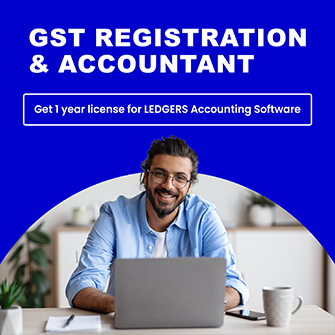 GST REGISTRATION
& ACCOUNTANT
Get 1 year license for LEDGERS Accounting Software